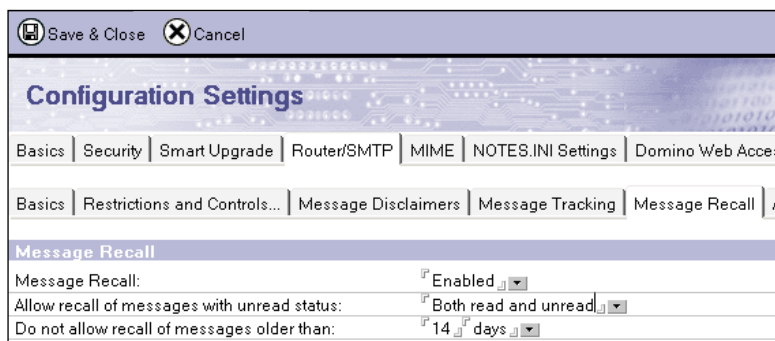 Save & Close Cancel
Configuration Settings
Basics Security Smart Upgrade Router/SMTP MIME NOTES.INI Settings Domino Web Acce
Basics Restrictions and Controls... Message Disclaimers Message Tracking Message Recall
Message Recall
Message Recall: Enabled
Allow recall of messages with unread status: Both read and unread
Do not allow recall of messages older than: 14 days